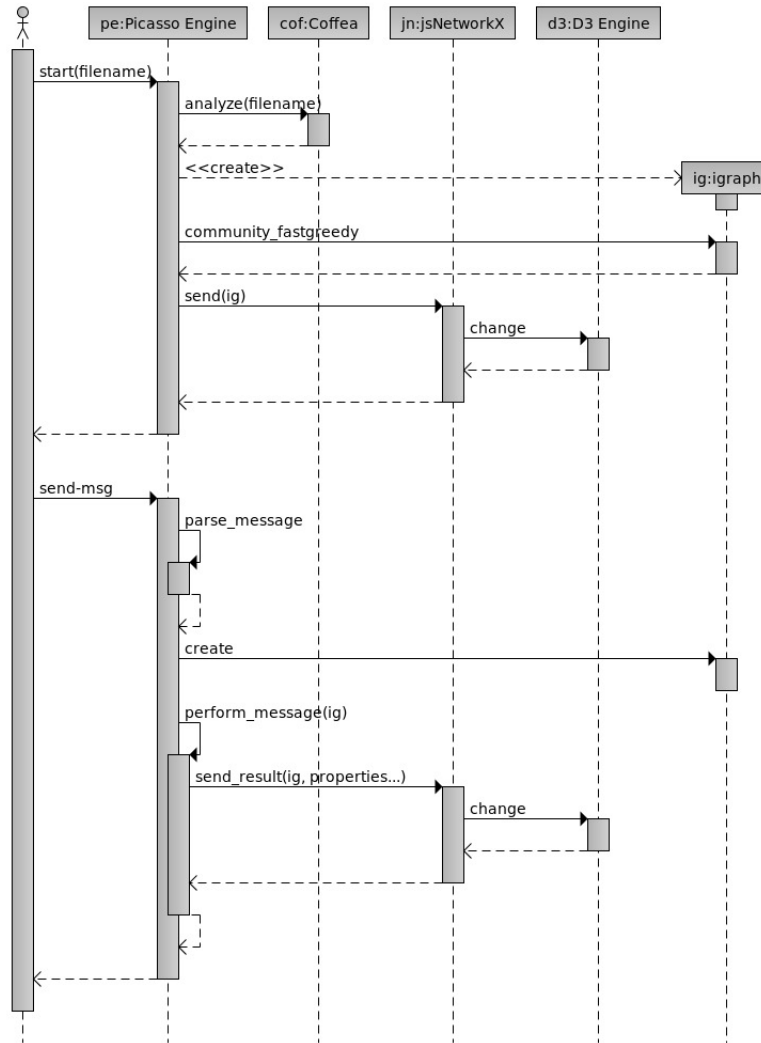 pe:Picasso Engine
cof:Coffea
jn:jsNetworkX
d3:D3 Engine
start(filename)
analyze(filename)
<<create>>
ig:igraph
community_fastgreedy
send(ig)
change
send-msg
parse_message
create
perform_message(ig)
send_result(ig, properties...)
change